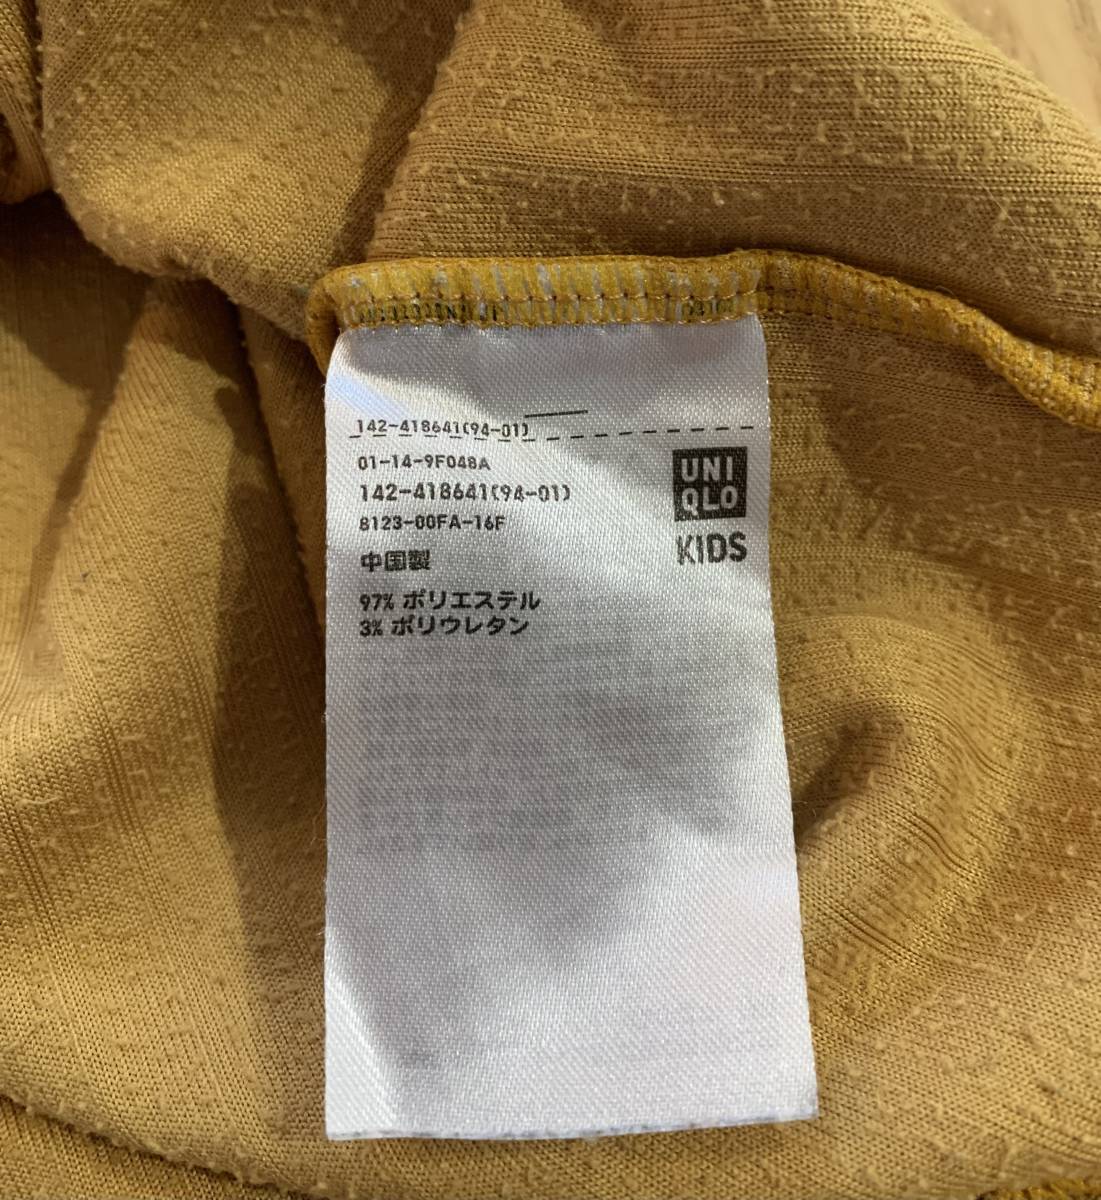 142-418641(94-01)
01-14-9F048A
142-418641(94-01)
8123-00FA-16F
中国製
97% ポリエステル
3% ポリウレタン
UNI
QLO
KIDS